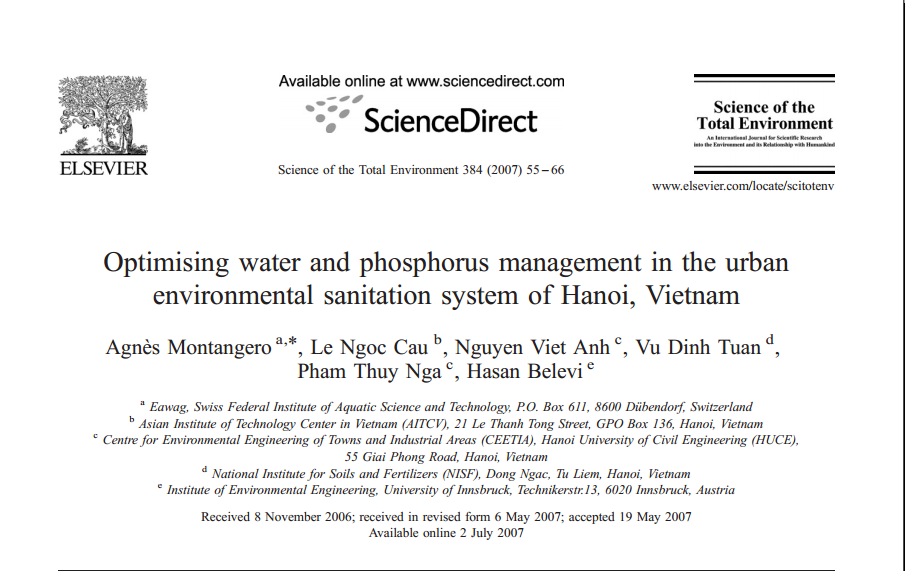 Available online at www.sciencedirect.com
ScienceDirect
ELSEVIER
Science of the Total Environment 384 (2007) 55–66
Science of the
Total Environment
An International Journal for Scientific Research
into the Environment and its Relationship with Humankind
www.elsevier.com/locate/scitotenv
Optimising water and phosphorus management in the urban
environmental sanitation system of Hanoi, Vietnam
Agnès Montangero a,*, Le Ngoc Cau b, Nguyen Viet Anh c, Vu Dinh Tuan d,
Pham Thuy Nga c, Hasan Belevi e
a Eawag, Swiss Federal Institute of Aquatic Science and Technology, P.O. Box 611, 8600 Dübendorf, Switzerland
b Asian Institute of Technology Center in Vietnam (AITCV), 21 Le Thanh Tong Street, GPO Box 136, Hanoi, Vietnam
c Centre for Environmental Engineering of Towns and Industrial Areas (CEETIA), Hanoi University of Civil Engineering (HUCE),
55 Giai Phong Road, Hanoi, Vietnam
d National Institute for Soils and Fertilizers (NISF), Dong Ngac, Tu Liem, Hanoi, Vietnam
e Institute of Environmental Engineering, University of Innsbruck, Technikerstr.13, 6020 Innsbruck, Austria
Received 8 November 2006; received in revised form 6 May 2007; accepted 19 May 2007
Available online 2 July 2007